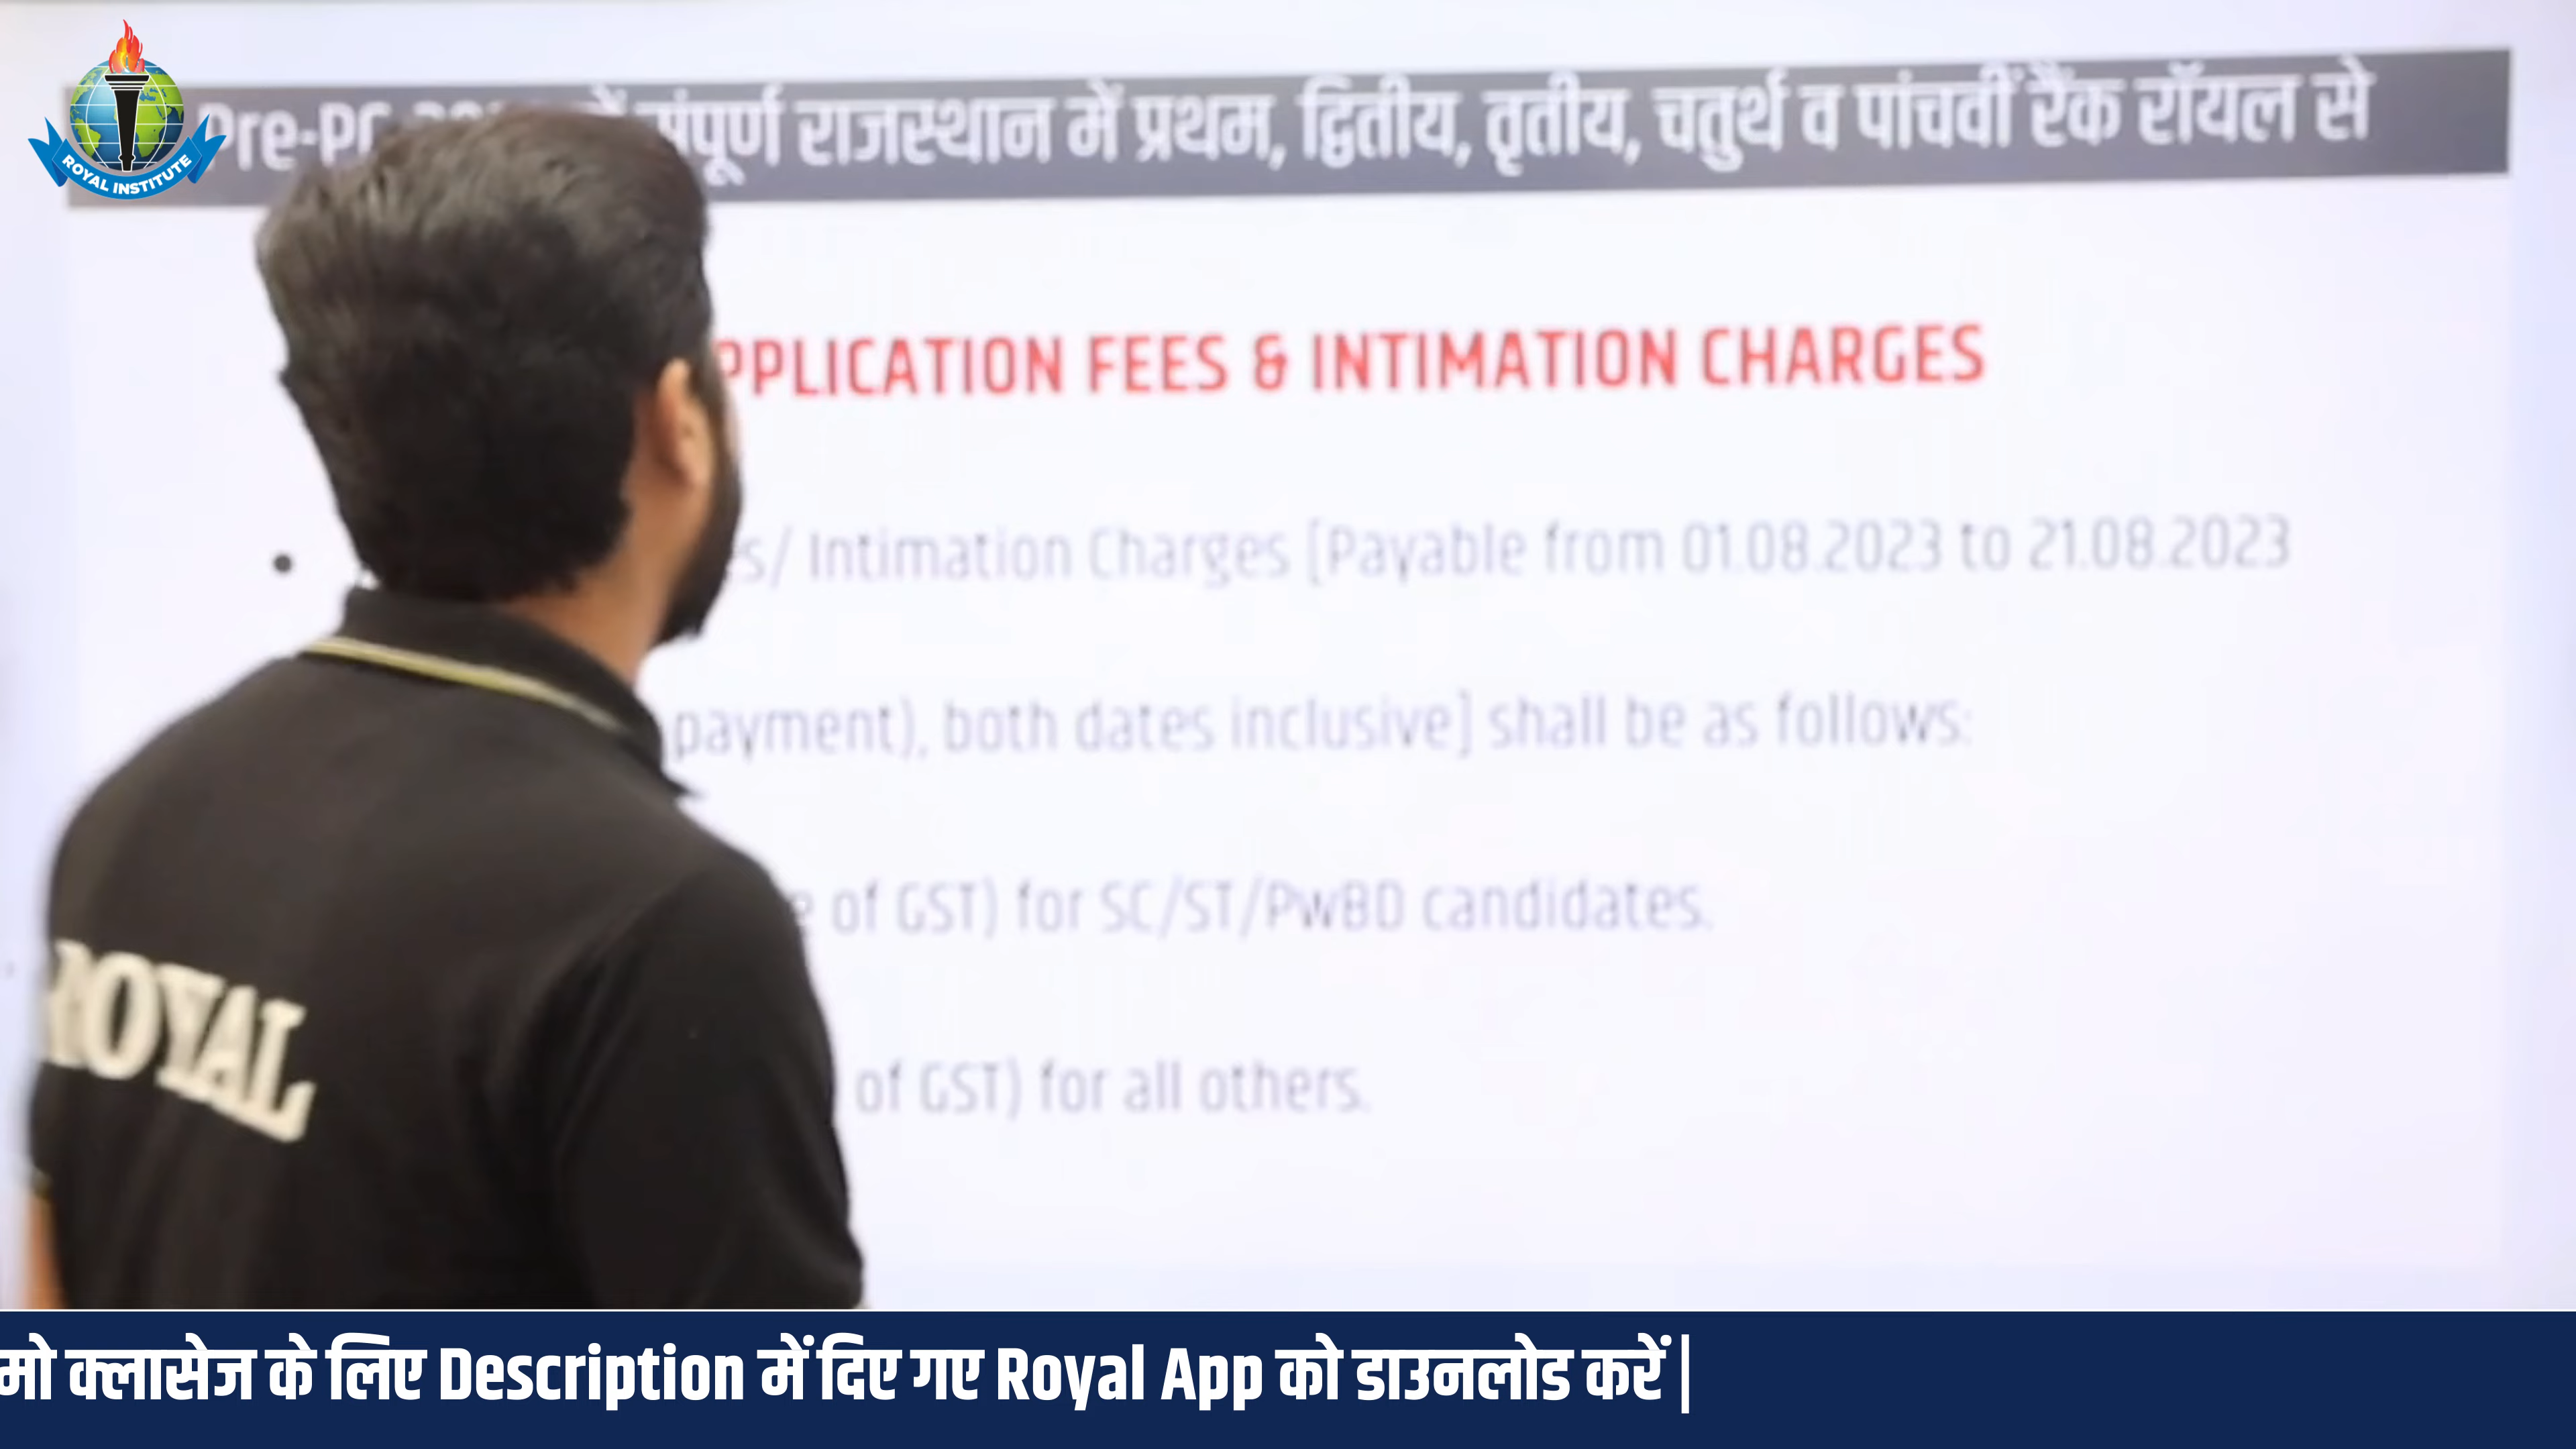 ROYAL INSTITUTE
संपूर्ण राजस्थान में प्रथम, द्वितीय, तृतीय, चतुर्थ व पांचवीं रैंक रॉयल से
PPLICATION FEES & INTIMATION CHARGES
• s/ Intimation Charges [Payable from 01.08.2023 to 21.08.2023
payment), both dates inclusive] shall be as follows:
e of GST) for SC/ST/PwBD candidates.
of GST) for all others.
ROYAL
मो क्लासेज के लिए Description में दिए गए Royal App को डाउनलोड करें |